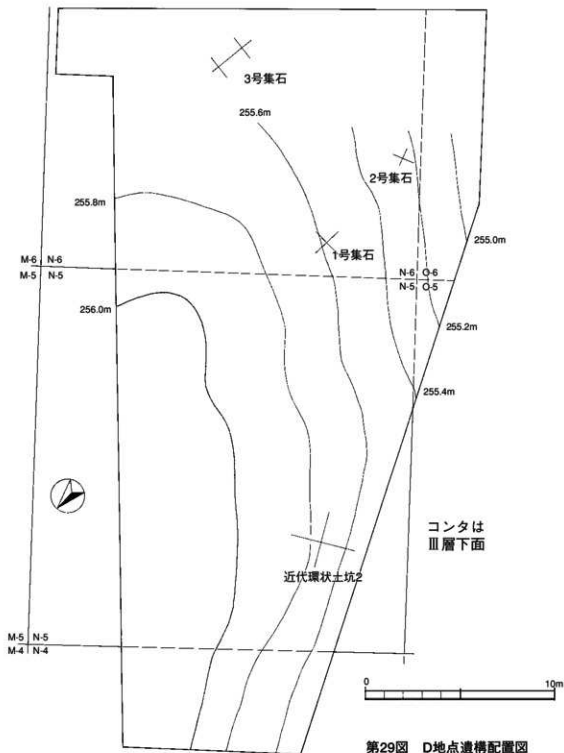 3号集石
255.6m
2号集石
255.8m
1号集石
255.0m
M-6 N-6
M-5 N-5
N-6 O-6
N-5 O-5
256.0m
255.2m
255.4m
コンタは
Ⅲ層下面
近代環状土坑2
M-5 N-5
M-4 N-4
0 10m
第29図 D地点遺構配置図